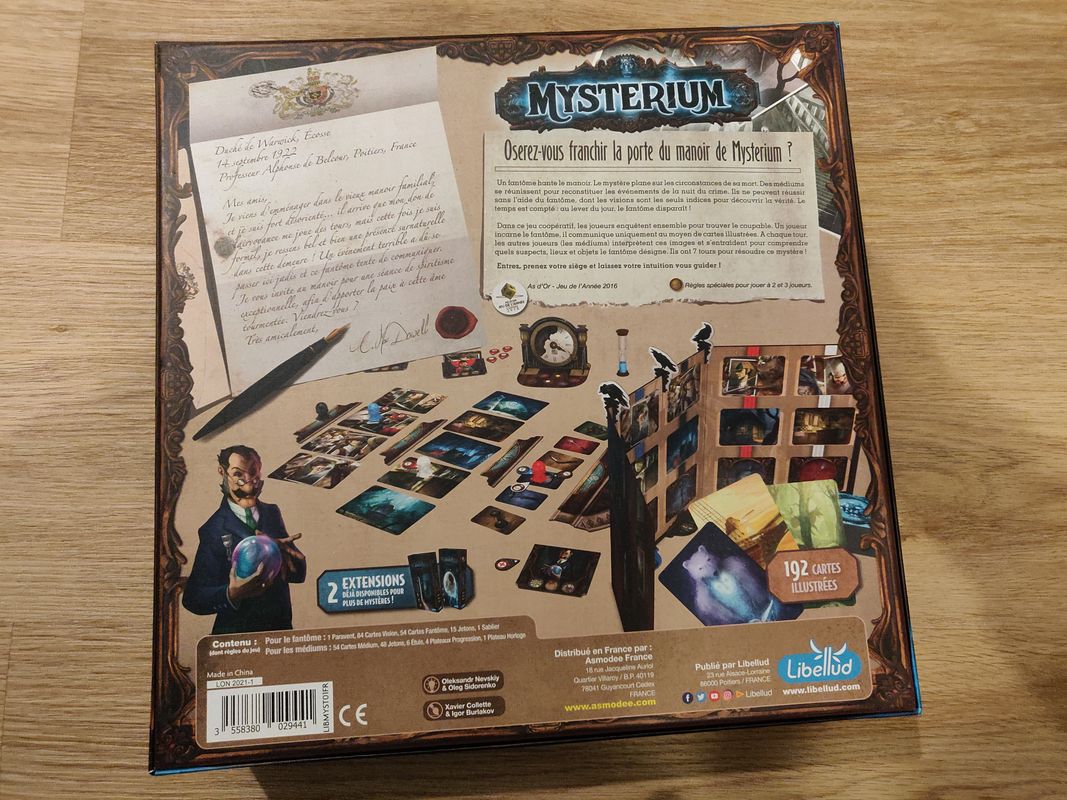 Duché de Warwick, Écosse
14 septembre 1922
Professeur Alphonse de Belcour, Poitiers, France
Mes amis,
Je viens d'emménager dans le vieux manoir familial,
et je suis fort désorienté... il arrive que mon don de
clairvoyance me joue des tours, mais cette fois je suis
formel, je ressens bel et bien une présence surnaturelle
dans cette demeure ! Un événement terrible a dû se
passer ici jadis et ce fantôme tente de communiquer.
Je vous invite au manoir pour une séance de spiritisme
exceptionnelle, afin d'apporter la paix à cette âme
tourmentée. Viendrez-vous ?
Très amicalement,
MYSTERIUM
Oserez-vous franchir la porte du manoir de Mysterium ?
Un fantôme hante le manoir. Le mystère plane sur les circonstances de sa mort. Des médiums
se réunissent pour reconstituer les événements de la nuit du crime. Ils ne peuvent réussir
sans l'aide du fantôme, dont les visions sont les seuls indices pour découvrir la vérité. Le
temps est compté : au lever du jour, le fantôme disparaît !
Dans ce jeu coopératif, les joueurs enquêtent ensemble pour trouver le coupable. Un joueur
incarne le fantôme, il communique uniquement au moyen de cartes illustrées. À chaque tour,
les autres joueurs (les médiums) interprètent ces images et s'entraident pour comprendre
quels suspects, lieux et objets le fantôme désigne. Ils ont 7 tours pour résoudre ce mystère !
Entrez, prenez votre siège et laissez votre intuition vous guider !
As d'Or - Jeu de l'Année 2016
Règles spéciales pour jouer à 2 et 3 joueurs.
2 EXTENSIONS
DÉJÀ DISPONIBLES POUR
PLUS DE MYSTÈRES !
192 CARTES
ILLUSTRÉES
Contenu :
(dont règles du jeu)
Pour le fantôme : 1 Paravent, 84 Cartes Vision, 54 Cartes Fantôme, 15 Jetons, 1 Sablier
Pour les médiums : 54 Cartes Médium, 48 Jetons, 6 Étuis, 4 Plateaux Progression, 1 Plateau Horloge
Made in China
LON 2021-1
3 558380 029441
LIBMYST01FR
CE
Oleksandr Nevskiy
& Oleg Sidorenko
Xavier Collette
& Igor Burlakov
Distribué en France par :
Asmodee France
18 rue Jacqueline Auriol
Quartier Villaroy / B.P. 40119
78041 Guyancourt Cedex
FRANCE
www.asmodee.com
Publié par Libellud
23 rue Alsace-Lorraine
86000 Poitiers / FRANCE
Libellud
Libellud
www.libellud.com